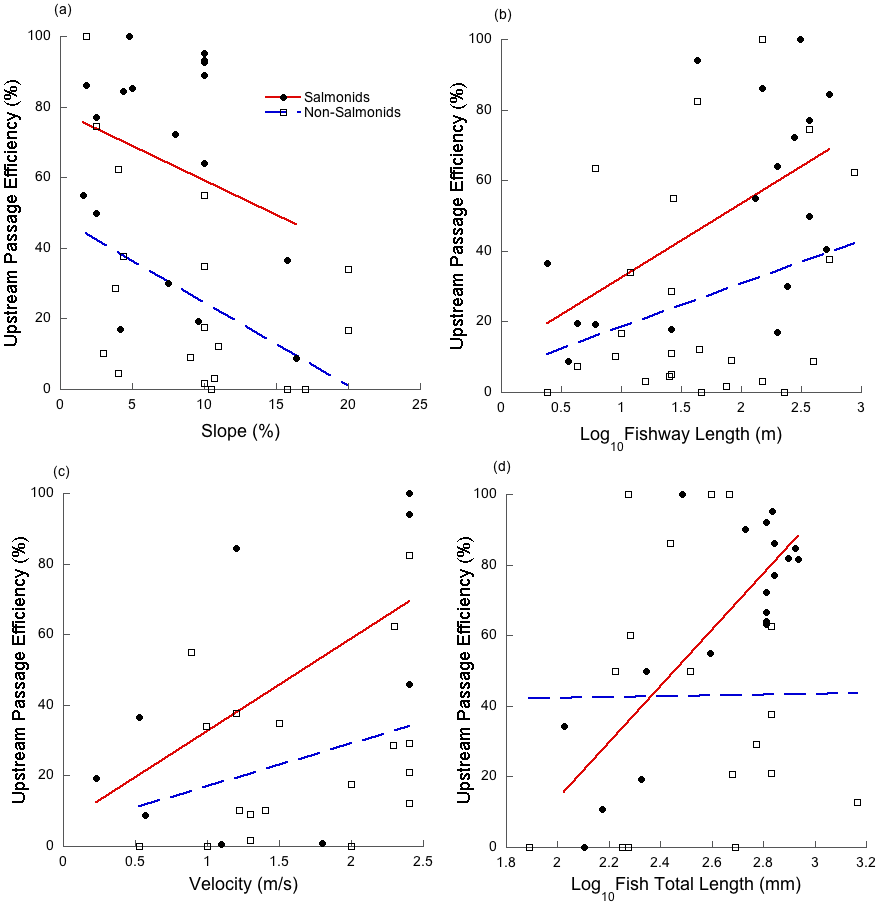 (a)
Upstream Passage Efficiency (%)
100
80
60
40
20
0
0 5 10 15 20 25
Slope (%)
Salmonids
Non-Salmonids
(b)
Upstream Passage Efficiency (%)
100
80
60
40
20
0
0 0.5 1 1.5 2 2.5 3
Log10Fishway Length (m)
(c)
Upstream Passage Efficiency (%)
100
80
60
40
20
0
0 0.5 1 1.5 2 2.5
Velocity (m/s)
(d)
Upstream Passage Efficiency (%)
100
80
60
40
20
0
1.8 2 2.2 2.4 2.6 2.8 3 3.2
Log10Fish Total Length (mm)